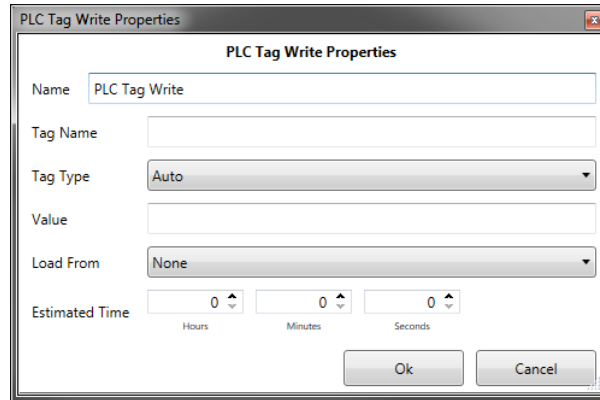 PLC Tag Write Properties
PLC Tag Write Properties
Name PLC Tag Write
Tag Name
Tag Type Auto
Value
Load From None
Estimated Time 0 0 0
Hours Minutes Seconds
Ok Cancel